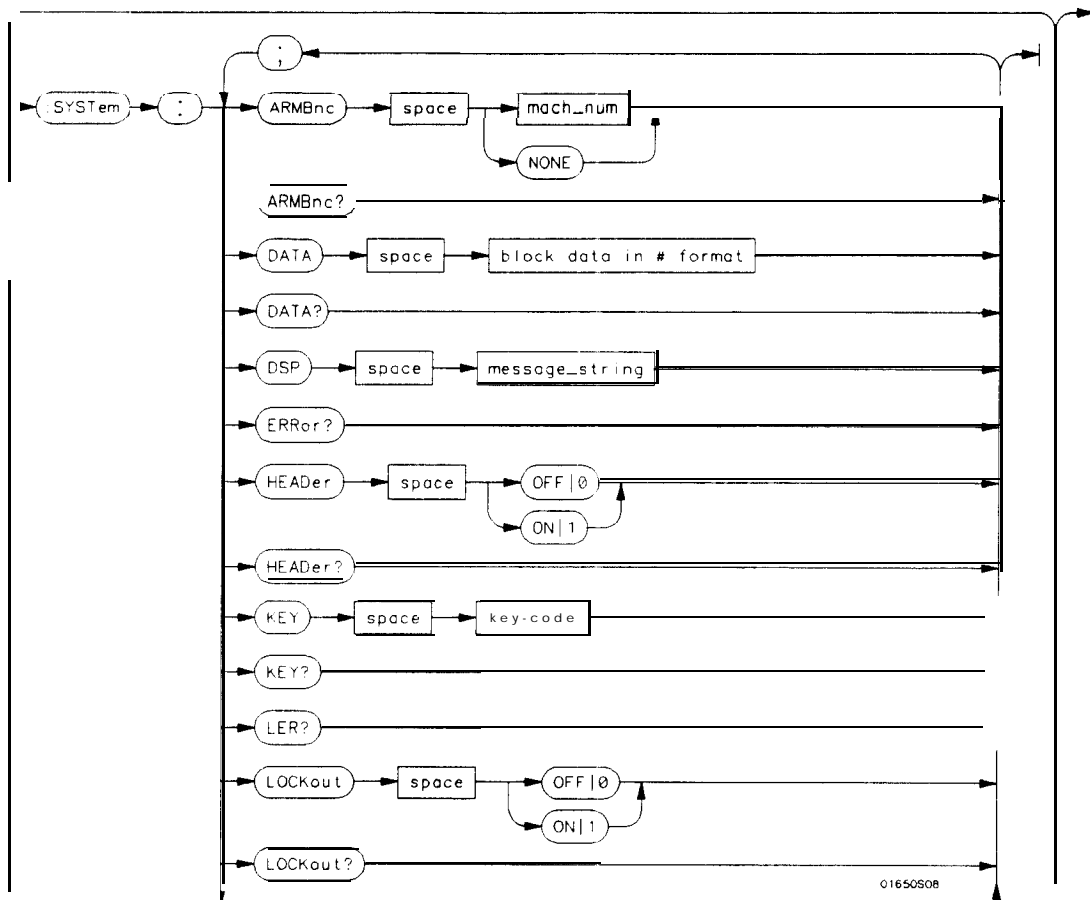 ;
:SYSTem : ARMBnc space mach_num
NONE
ARMBnc?
DATA space block data in # format
DATA?
DSP space message_string
ERRor?
HEADer space OFF|0
ON|1
HEADer?
KEY space key-code
KEY?
LER?
LOCKout space OFF|0
ON|1
LOCKout?
01650S08